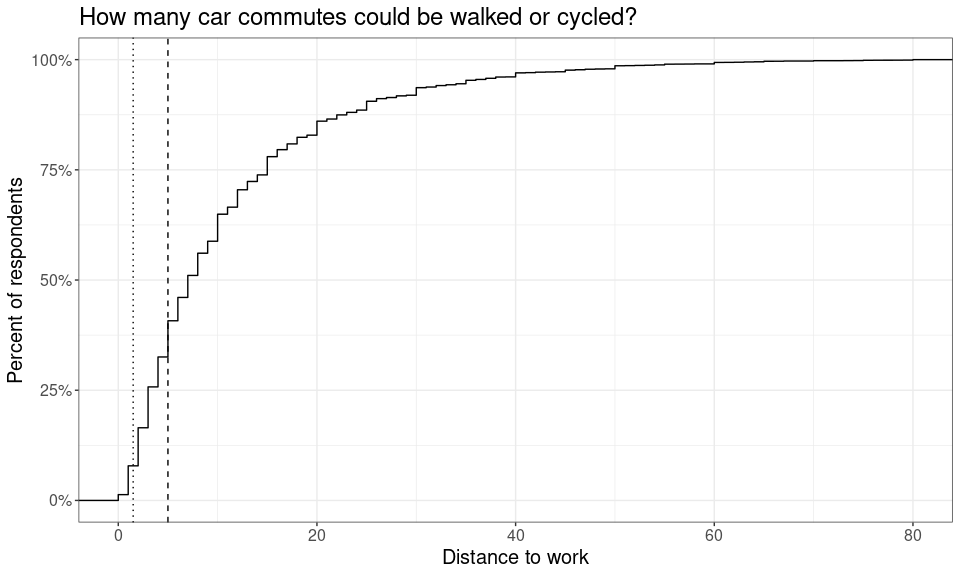 How many car commutes could be walked or cycled?
100%
75%
50%
25%
0%
Percent of respondents
0 20 40 60 80
Distance to work